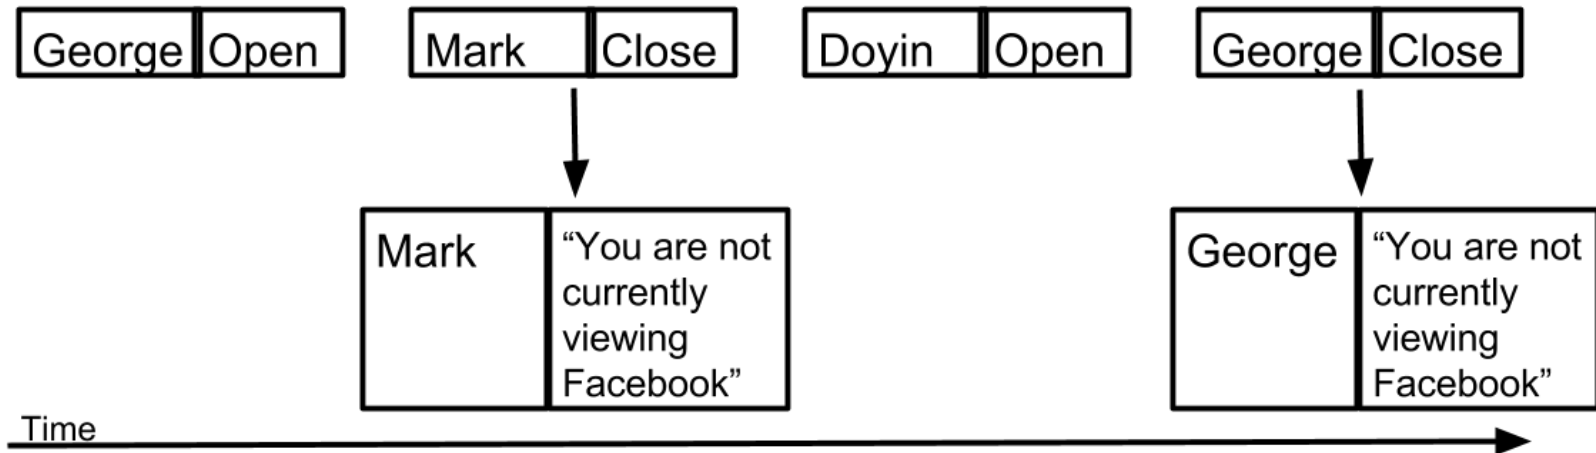 George Open Mark Close Doyin Open George Close
Mark
“You are not
currently
viewing
Facebook”
George
“You are not
currently
viewing
Facebook”
Time